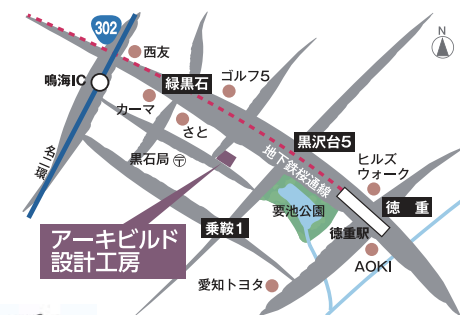 302
N
西友
鳴海IC
緑黒石
ゴルフ5
カーマ
さと
黒沢台5
地下鉄桜通線
ヒルズ
ウォーク
黒石局〒
名二環
要池公園
徳 重
乗鞍1
徳重駅
アーキビルド
設計工房
AOKI
愛知トヨタ